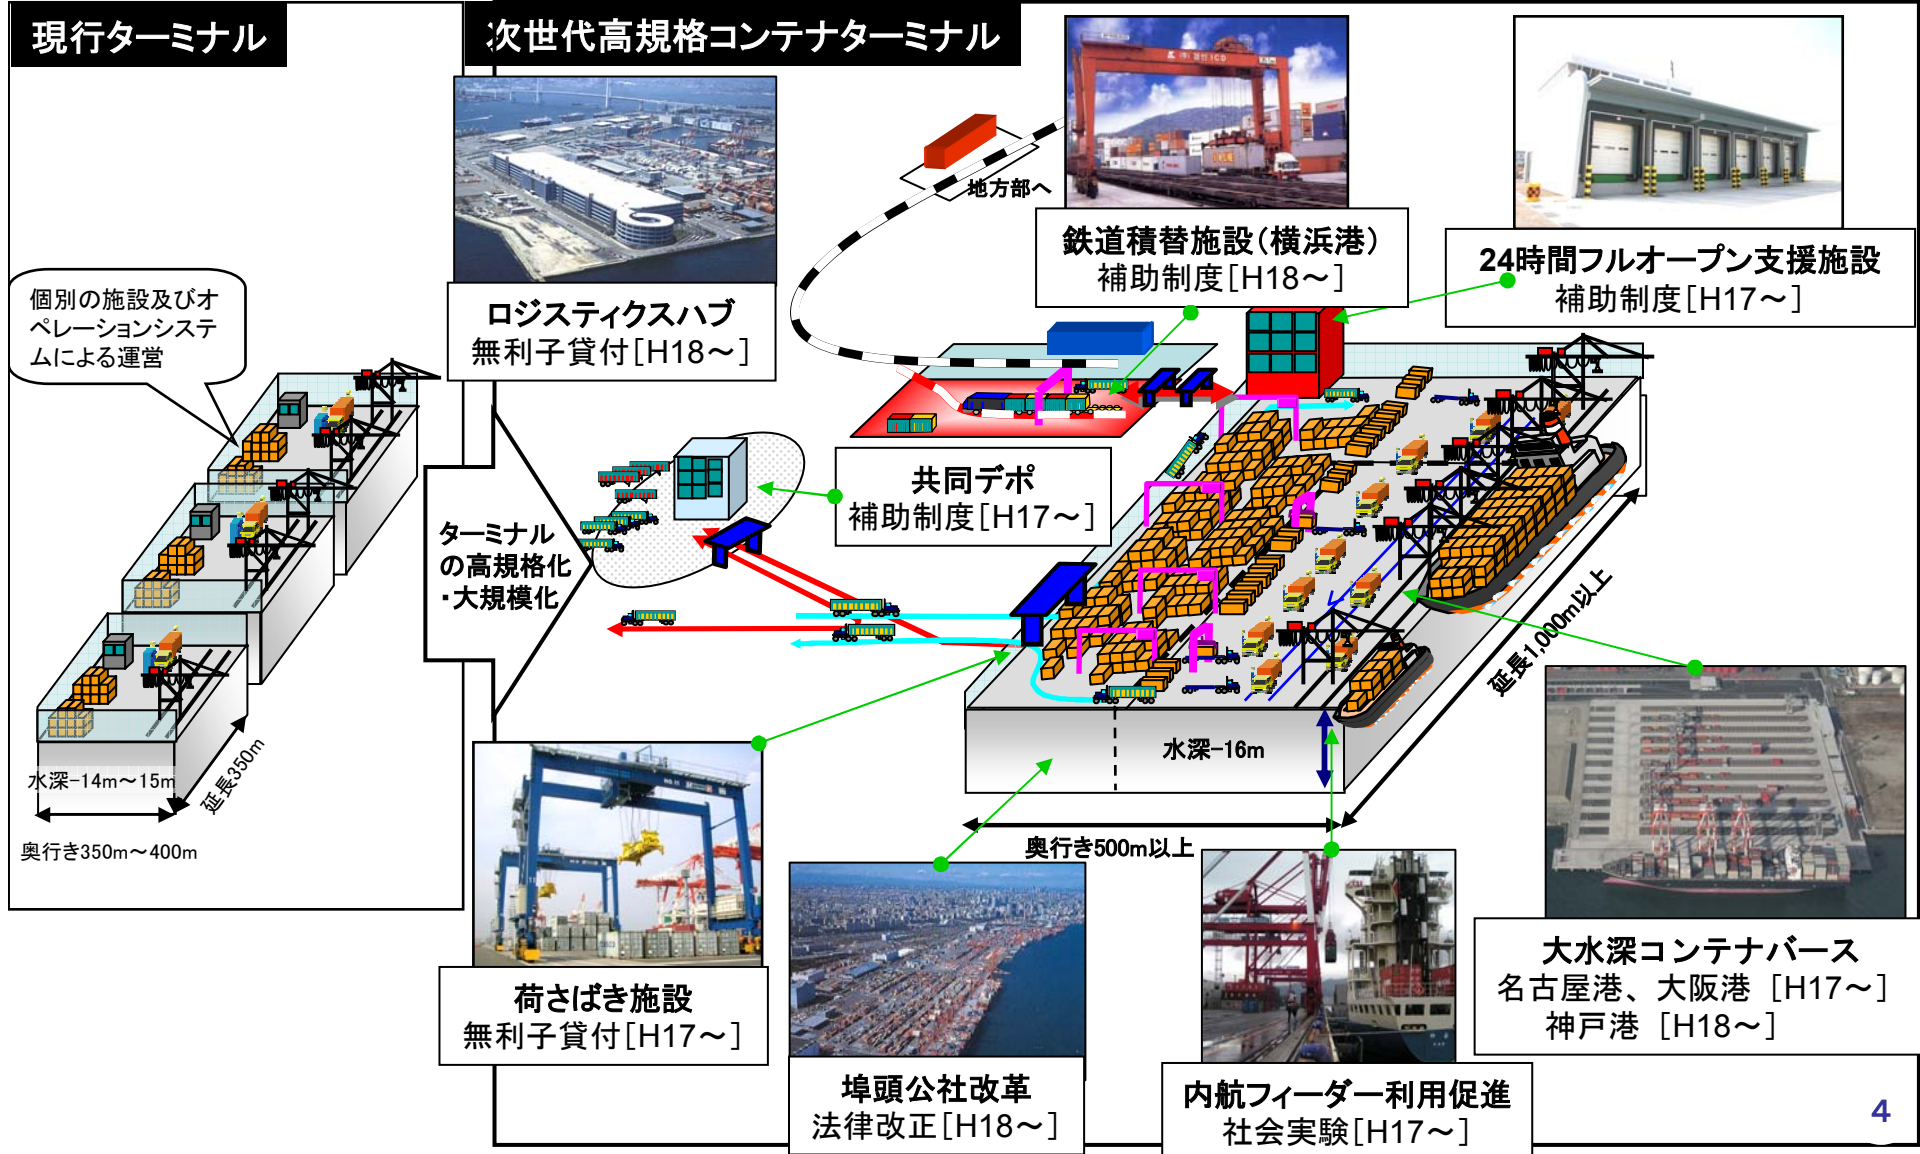 現行ターミナル
次世代高規格コンテナターミナル
個別の施設及びオ
ペレーションシステ
ムによる運営
水深-14m～15m
延長350m
奥行き350m～400m
ターミナル
の高規格化
・大規模化
ロジスティクスハブ
無利子貸付[H18～]
地方部へ
鉄道積替施設(横浜港)
補助制度[H18～]
24時間フルオープン支援施設
補助制度[H17～]
共同デポ
補助制度[H17～]
水深-16m
延長1,000m以上
奥行き500m以上
荷さばき施設
無利子貸付[H17～]
埠頭公社改革
法律改正[H18～]
内航フィーダー利用促進
社会実験[H17～]
大水深コンテナバース
名古屋港、大阪港 [H17～]
神戸港 [H18～]
4